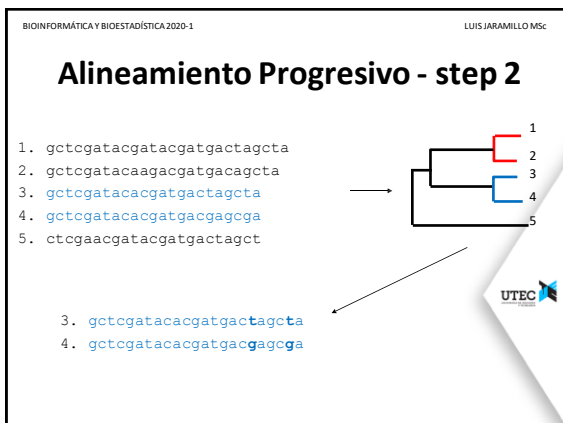 BIOINFORMÁTICA Y BIOESTADÍSTICA 2020-1
LUIS JARAMILLO MSc
Alineamiento Progresivo - step 2
1. gctcgatacgatacgatgactagcta
2. gctcgatacaagacgatgacagcta
3. gctcgatacacgatgactagcta
4. gctcgatacacgatgacgagcga
5. ctcgaacgatacgatgactagct
1
2
3
4
5
UTEC
3. gctcgatacacgatgactagcta
4. gctcgatacacgatgacgagcga